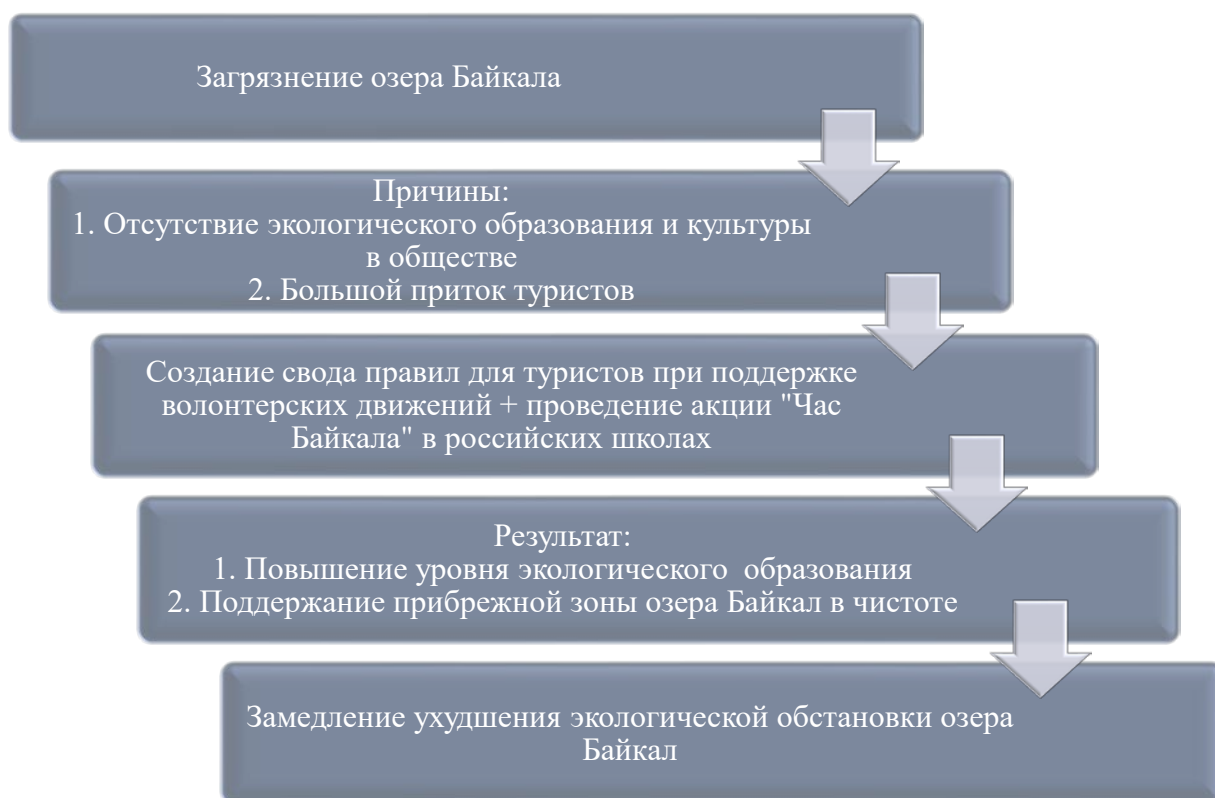 Загрязнение озера Байкала
Причины:
1. Отсутствие экологического образования и культуры
в обществе
2. Большой приток туристов
Создание свода правил для туристов при поддержке
волонтерских движений + проведение акции "Час
Байкала" в российских школах
Результат:
1. Повышение уровня экологического  образования
2. Поддержание прибрежной зоны озера Байкал в чистоте
Замедление ухудшения экологической обстановки озера
Байкал